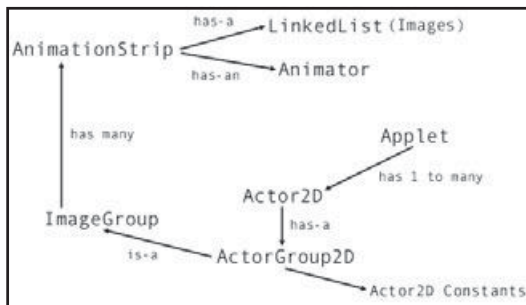 has-a
LinkedList (Images)
AnimationStrip
has-an
Animator
has many
Applet
has 1 to many
Actor2D
ImageGroup
has-a
is-a
ActorGroup2D
Actor2D Constants